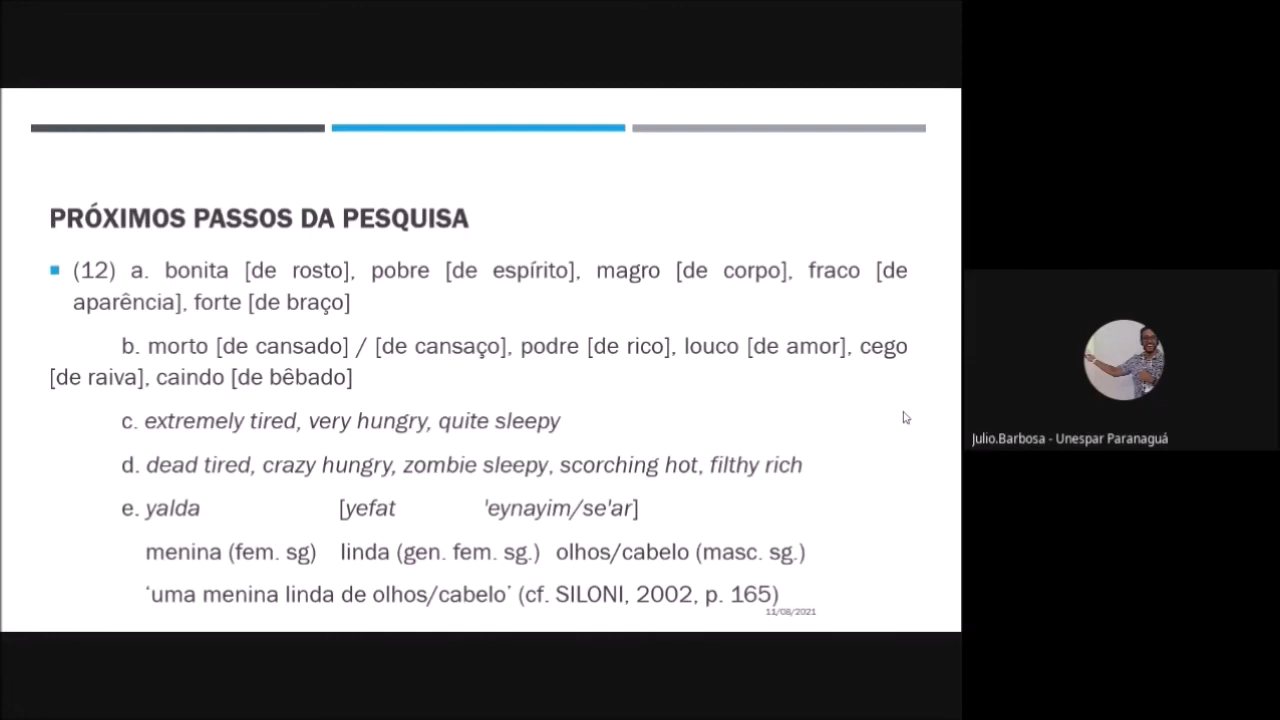 PRÓXIMOS PASSOS DA PESQUISA
(12) a. bonita [de rosto], pobre [de espírito], magro [de corpo], fraco [de
aparência], forte [de braço]
b. morto [de cansado] / [de cansaço], podre [de rico], louco [de amor], cego
[de raiva], caindo [de bêbado]
c. extremely tired, very hungry, quite sleepy
d. dead tired, crazy hungry, zombie sleepy, scorching hot, filthy rich
e. yalda [yefat 'eynayim/se'ar]
menina (fem. sg) linda (gen. fem. sg.) olhos/cabelo (masc. sg.)
'uma menina linda de olhos/cabelo' (cf. SILONI, 2002, p. 165)
11/08/2021
Julio.Barbosa - Unespar Paranaguá